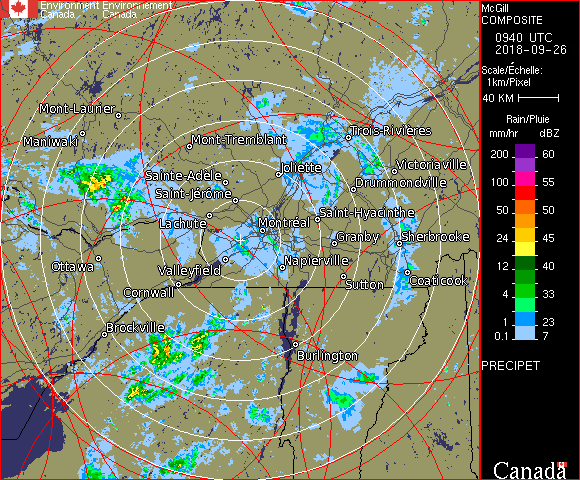 Environment Environnement
Canada Canada
McGill
COMPOSITE
0940 UTC
2018-09-26
Scale/Échelle:
1km/Pixel
40 KM
Rain/Pluie
mm/hr dBZ
200 60
150 57
100 55
50 50
24 45
12 40
4 33
1 23
0.1 7
PRECIPET
Canada
Mont-Laurier
Maniwaki
Mont-Tremblant
Trois-Rivières
Joliette
Victoriaville
Sainte-Adèle
Drummondville
Saint-Jérôme
Saint-Hyacinthe
Lachute
Montréal
Granby
Sherbrooke
Ottawa
Valleyfield
Napierville
Cornwall
Sutton
Coaticook
Brockville
Burlington